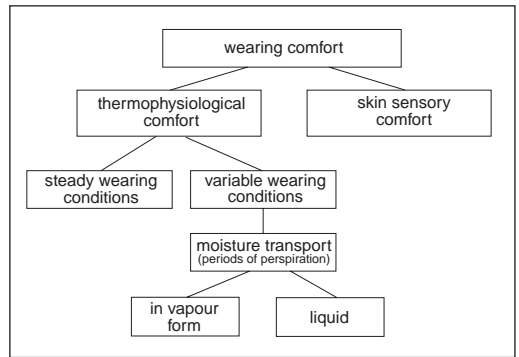 wearing comfort
thermophysiological
comfort
skin sensory
comfort
steady wearing
conditions
variable wearing
conditions
moisture transport
(periods of perspiration)
in vapour
form
liquid